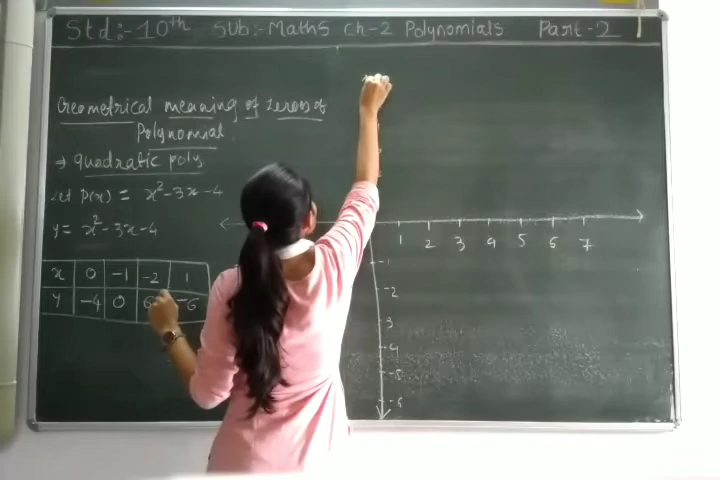 Std:-10th Sub:-Maths Ch-2 Polynomials Part-2
Geometrical meaning of zeroes of
Polynomial
⇒ quadratic poly.
Let P(x) = x²-3x-4
y = x²-3x-4
x 0 -1 -2 1
y -4 0 6 -6
1 2 3 4 5 6 7
-1
-2
3
-4
-5
-6